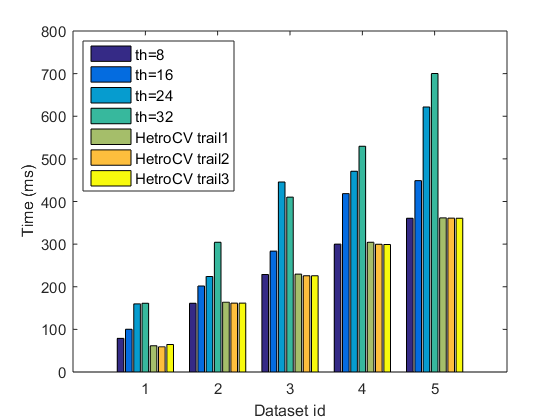 800
700
600
500
400
300
200
100
0
Time (ms)
th=8
th=16
th=24
th=32
HetroCV trail1
HetroCV trail2
HetroCV trail3
1 2 3 4 5
Dataset id